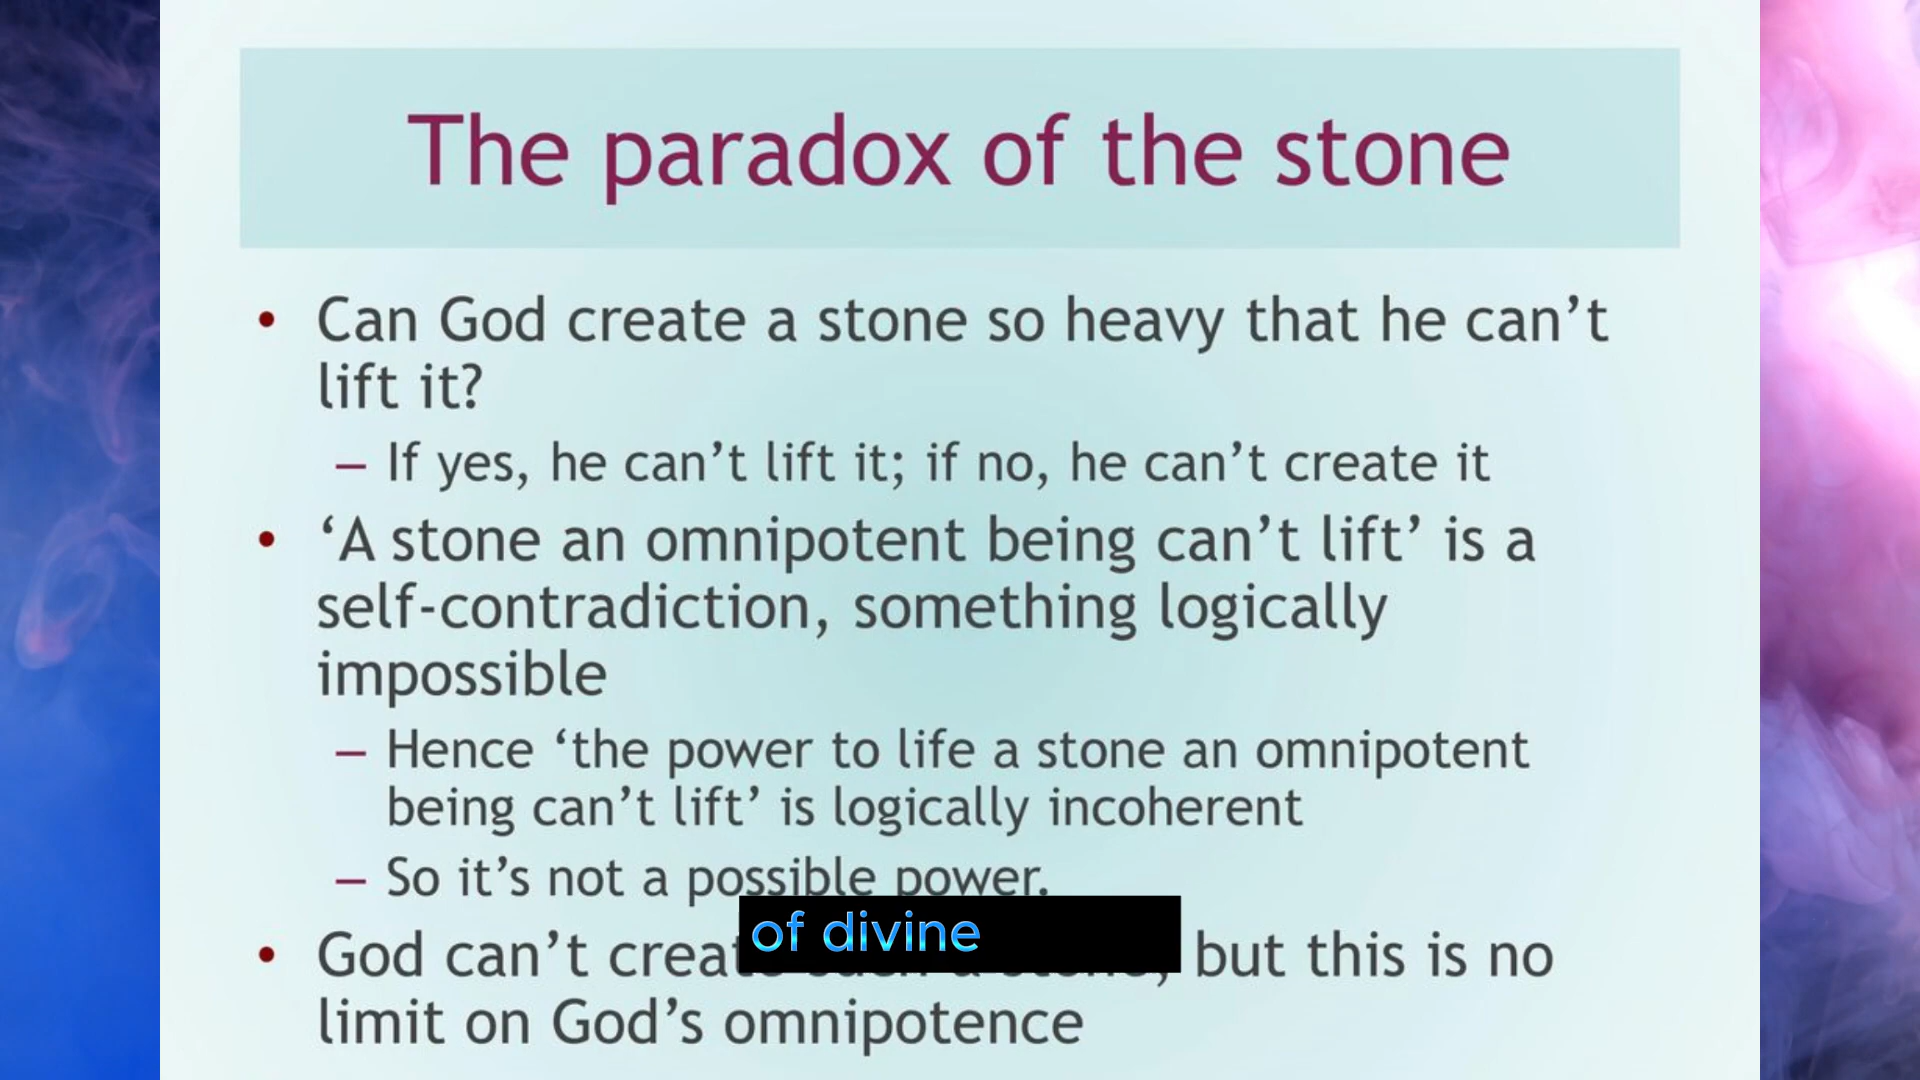 The paradox of the stone
• Can God create a stone so heavy that he can’t
lift it?
– If yes, he can’t lift it; if no, he can’t create it
• ‘A stone an omnipotent being can’t lift’ is a
self-contradiction, something logically
impossible
– Hence ‘the power to life a stone an omnipotent
being can’t lift’ is logically incoherent
– So it’s not a possible power.
of divine
• God can’t create such a stone, but this is no
limit on God’s omnipotence